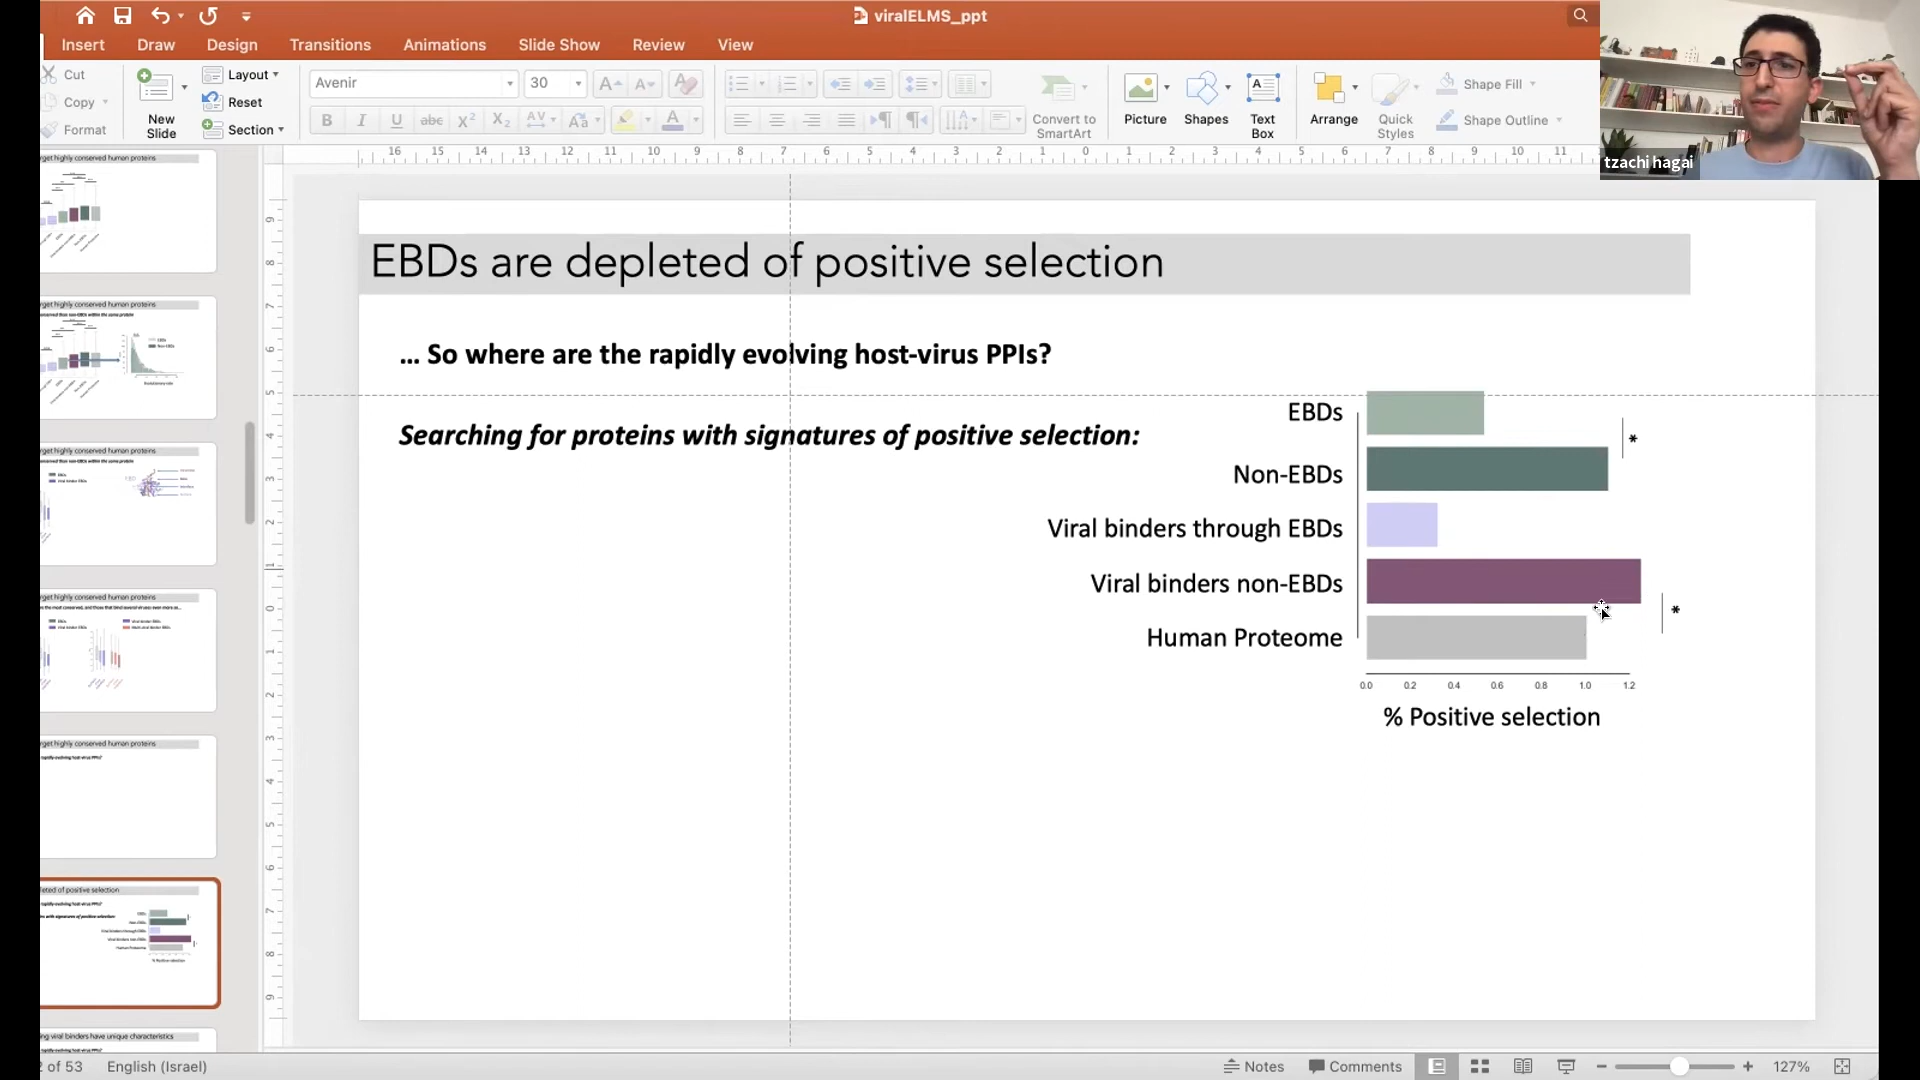 viralELMS_ppt
Insert Draw Design Transitions Animations Slide Show Review View
Cut
Copy
Format
New Slide
Layout
Reset
Section
Avenir 30
Convert to SmartArt
Picture
Shapes
Text Box
Arrange
Quick Styles
Shape Fill
Shape Outline
tzachi hagai
EBDs are depleted of positive selection
... So where are the rapidly evolving host-virus PPIs?
Searching for proteins with signatures of positive selection:
EBDs
*
Non-EBDs
Viral binders through EBDs
Viral binders non-EBDs
*
Human Proteome
0.0 0.2 0.4 0.6 0.8 1.0 1.2
% Positive selection
of 53 English (Israel) Notes Comments 127%